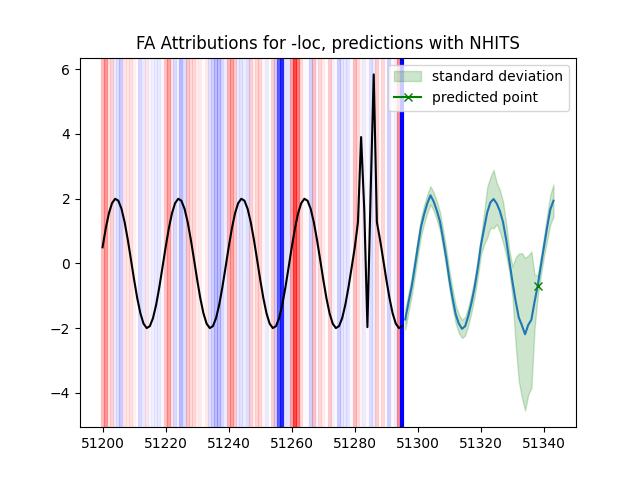 FA Attributions for -loc, predictions with NHITS
standard deviation
predicted point
6
4
2
0
−2
−4
51200 51220 51240 51260 51280 51300 51320 51340